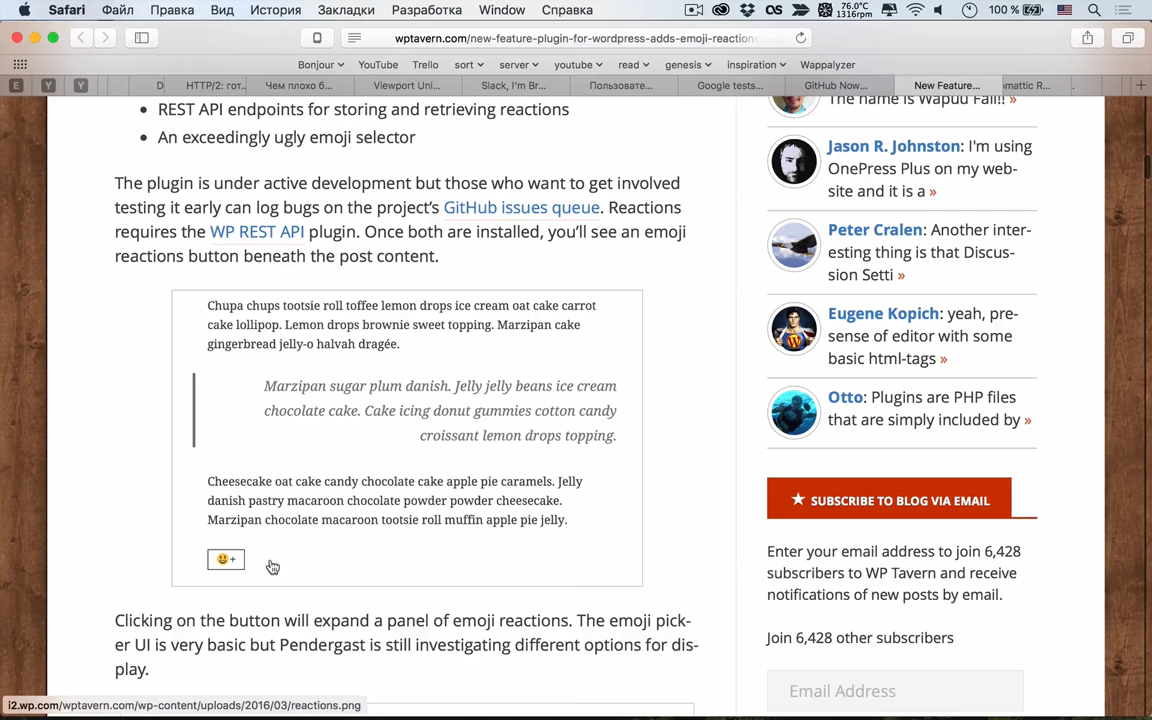 Safari Файл Правка Вид История Закладки Разработка Window Справка
76.0°C
1316rpm
100 %
wptavern.com/new-feature-plugin-for-wordpress-adds-emoji-reactions
Bonjour YouTube Trello sort server youtube read genesis inspiration Wappalyzer
E Y Y D HTTP/2: гот... Чем плохо б... Viewport Uni... Slack, I'm Br... Пользовате... Google tests... GitHub Now... New Feature... mattic R...
• REST API endpoints for storing and retrieving reactions
• An exceedingly ugly emoji selector
The plugin is under active development but those who want to get involved
testing it early can log bugs on the project's GitHub issues queue. Reactions
requires the WP REST API plugin. Once both are installed, you'll see an emoji
reactions button beneath the post content.
Chupa chups tootsie roll toffee lemon drops ice cream oat cake carrot
cake lollipop. Lemon drops brownie sweet topping. Marzipan cake
gingerbread jelly-o halvah dragée.
Marzipan sugar plum danish. Jelly jelly beans ice cream
chocolate cake. Cake icing donut gummies cotton candy
croissant lemon drops topping.
Cheesecake oat cake candy chocolate cake apple pie caramels. Jelly
danish pastry macaroon chocolate powder powder cheesecake.
Marzipan chocolate macaroon tootsie roll muffin apple pie jelly.
+
Clicking on the button will expand a panel of emoji reactions. The emoji pick-
er UI is very basic but Pendergast is still investigating different options for dis-
play.
The name is Wapuu Fail!! »
Jason R. Johnston: I'm using
OnePress Plus on my web-
site and it is a »
Peter Cralen: Another inter-
esting thing is that Discus-
sion Setti »
Eugene Kopich: yeah, pre-
sense of editor with some
basic html-tags »
Otto: Plugins are PHP files
that are simply included by »
★ SUBSCRIBE TO BLOG VIA EMAIL
Enter your email address to join 6,428
subscribers to WP Tavern and receive
notifications of new posts by email.
Join 6,428 other subscribers
Email Address
i2.wp.com/wptavern.com/wp-content/uploads/2016/03/reactions.png